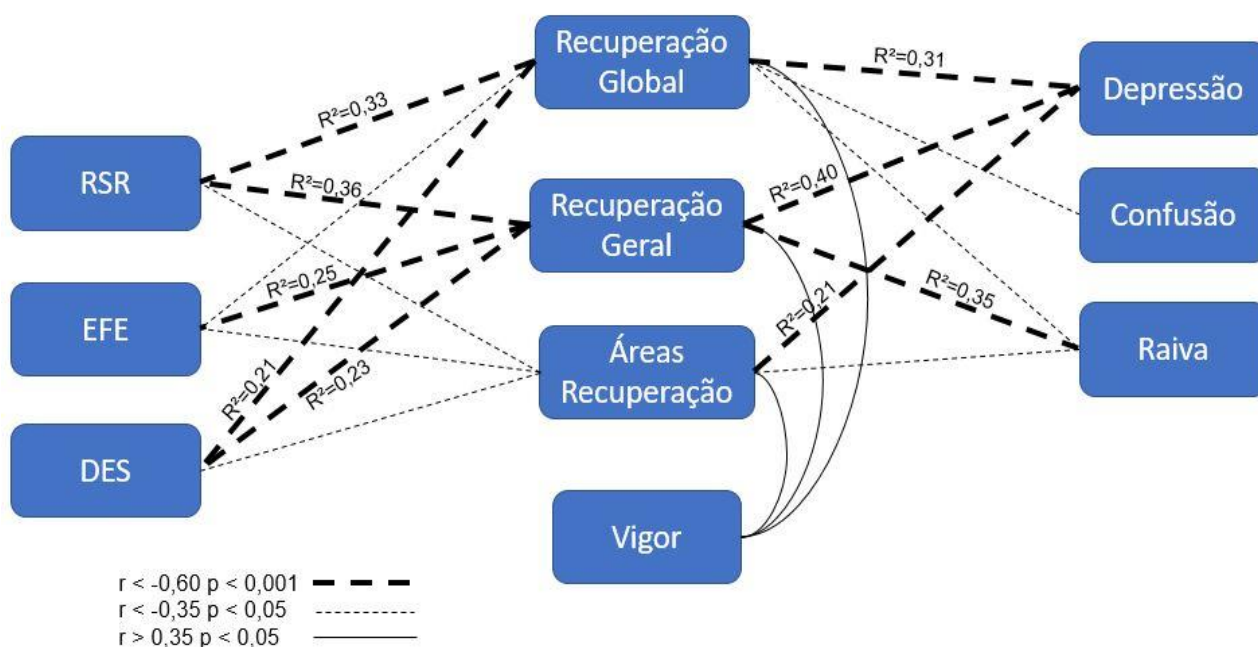 Recuperação
Global
R²=0,31
Depressão
R²=0,33
RSR
R²=0,36
Recuperação
Geral
R²=0,40
Confusão
R²=0,25
R²=0,35
EFE
R²=0,21
R²=0,23
Áreas
Recuperação
R²=0,21
Raiva
DES
Vigor
r < -0,60 p < 0,001
r < -0,35 p < 0,05
r > 0,35 p < 0,05